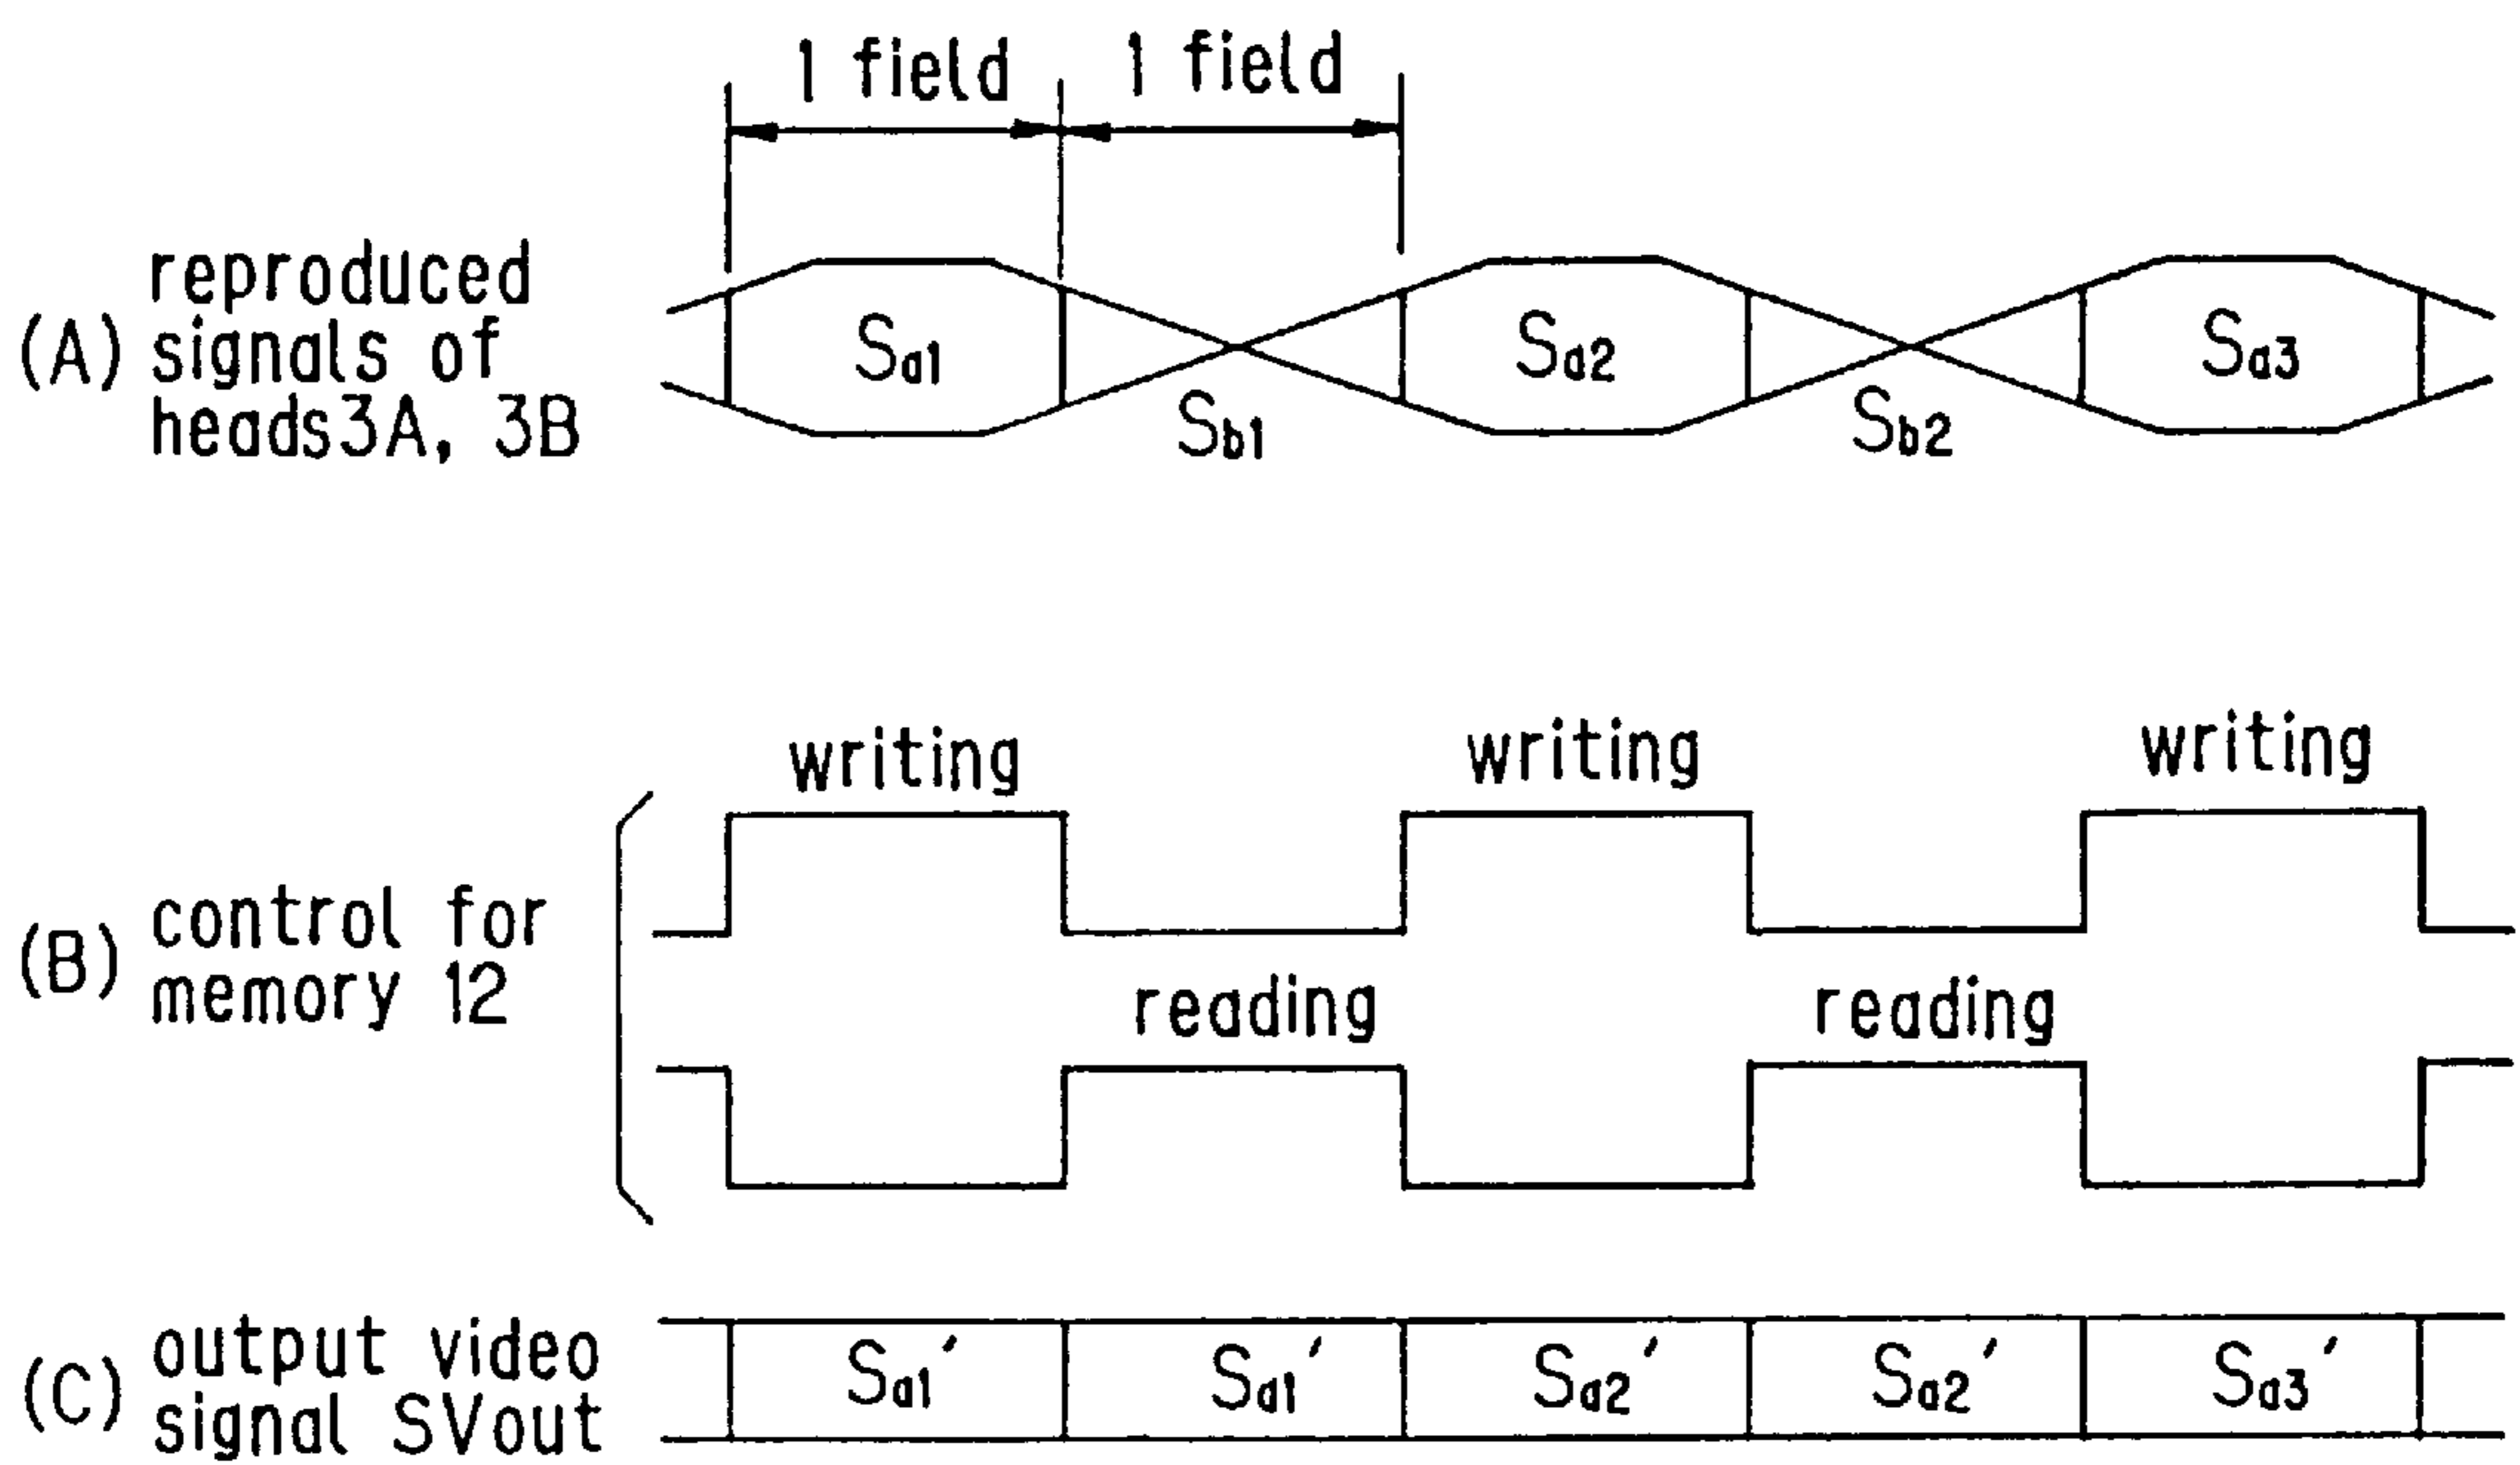 1 field 1 field
(A) reproduced signals of heads3A, 3B
Sa1 Sb1 Sa2 Sb2 Sa3
writing writing writing
(B) control for memory 12
reading reading
(C) output video signal SVout
Sa1′ Sa1′ Sa2′ Sa2′ Sa3′